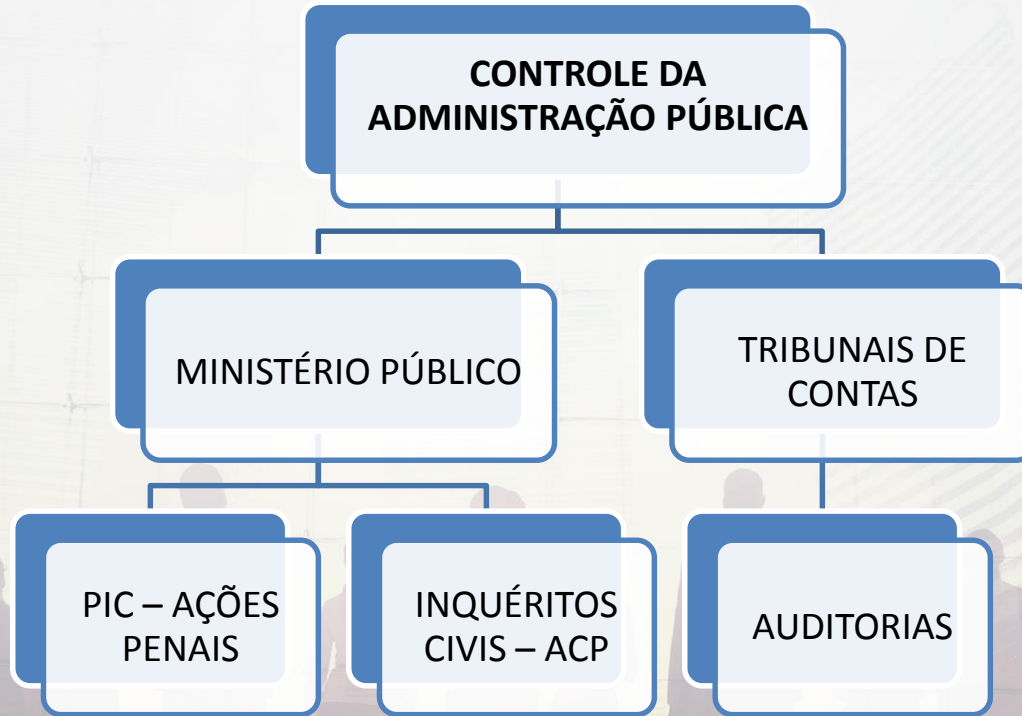 CONTROLE DA
ADMINISTRAÇÃO PÚBLICA
MINISTÉRIO PÚBLICO
TRIBUNAIS DE
CONTAS
PIC – AÇÕES
PENAIS
INQUÉRITOS
CIVIS – ACP
AUDITORIAS